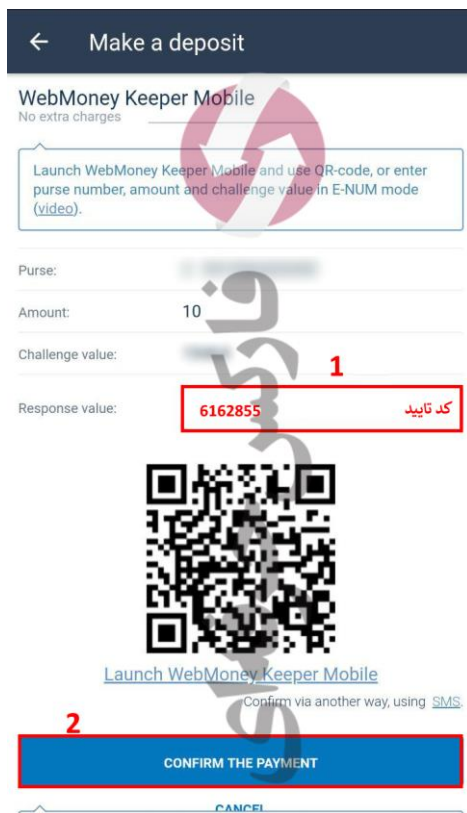 Make a deposit
WebMoney Keeper Mobile
No extra charges
Launch WebMoney Keeper Mobile and use QR-code, or enter
purse number, amount and challenge value in E-NUM mode
(video).
Purse:
Amount: 10
Challenge value:
1
Response value: 6162855 کد تایید
Launch WebMoney Keeper Mobile
Confirm via another way, using SMS.
2
CONFIRM THE PAYMENT
CANCEL